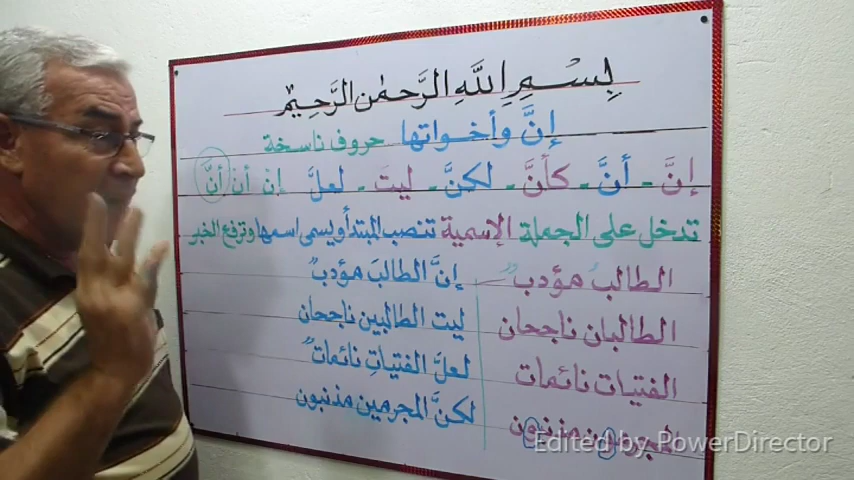 بِسْمِ اللَّهِ الرَّحمٰن الرَّحِيمْ
إنَّ وأخواتها حروف ناسخة
إنَّ - أنَّ - كأنَّ - لكنَّ - ليتَ - لعلَّ إن أن أنَّ
تدخل على الجملة الإسمية تنصب المبتدأ ويسمى اسمها وترفع الخبر
الطالبُ مؤدبٌ إنَّ الطالبَ مؤدبٌ
الطالبان ناجحان ليت الطالبين ناجحان
الفتيات نائمات لعلَّ الفتياتِ نائماتٌ
المجرمون مذنبون لكنَّ المجرمين مذنبون
Edited by PowerDirector